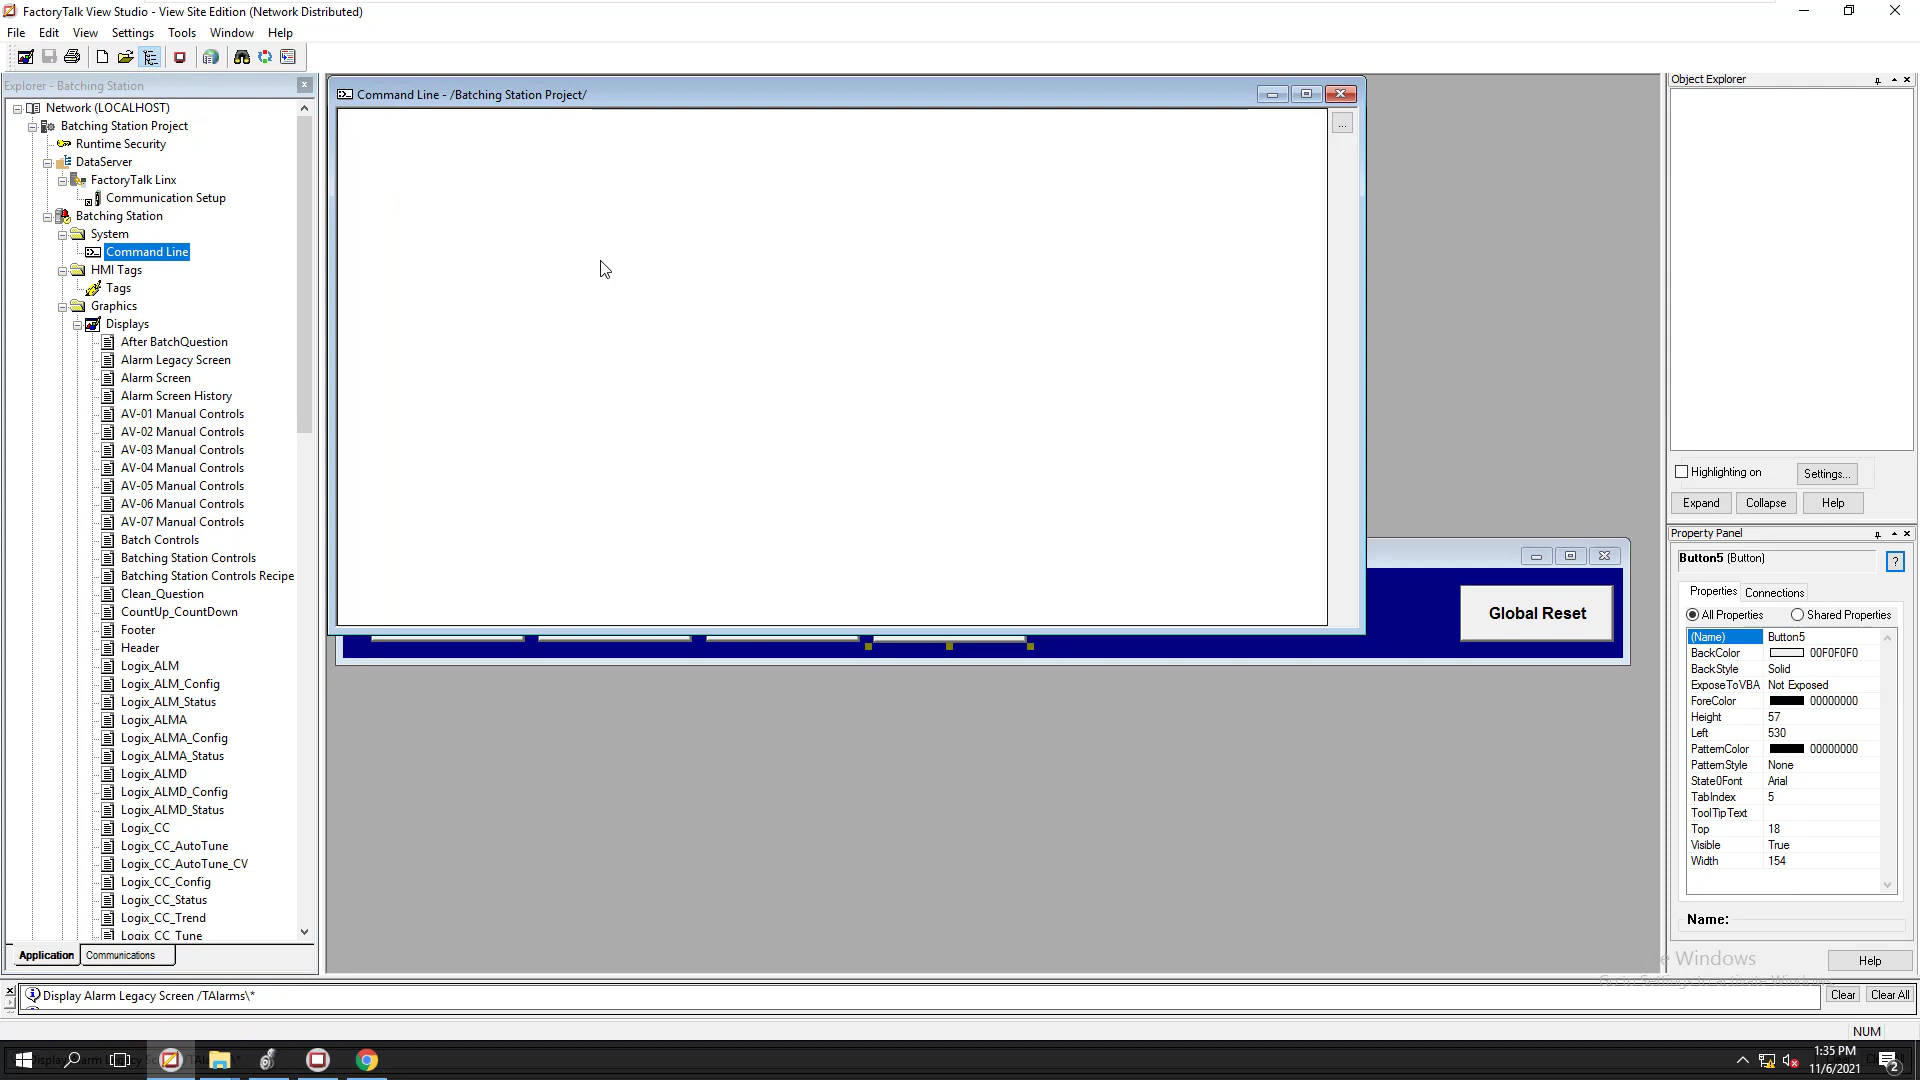 FactoryTalk View Studio - View Site Edition (Network Distributed)
File Edit View Settings Tools Window Help
Explorer - Batching Station
Network (LOCALHOST)
Batching Station Project
Runtime Security
DataServer
FactoryTalk Linx
Communication Setup
Batching Station
System
Command Line
HMI Tags
Tags
Graphics
Displays
After BatchQuestion
Alarm Legacy Screen
Alarm Screen
Alarm Screen History
AV-01 Manual Controls
AV-02 Manual Controls
AV-03 Manual Controls
AV-04 Manual Controls
AV-05 Manual Controls
AV-06 Manual Controls
AV-07 Manual Controls
Batch Controls
Batching Station Controls
Batching Station Controls Recipe
Clean_Question
CountUp_CountDown
Footer
Header
Logix_ALM
Logix_ALM_Config
Logix_ALM_Status
Logix_ALMA
Logix_ALMA_Config
Logix_ALMA_Status
Logix_ALMD
Logix_ALMD_Config
Logix_ALMD_Status
Logix_CC
Logix_CC_AutoTune
Logix_CC_AutoTune_CV
Logix_CC_Config
Logix_CC_Status
Logix_CC_Trend
Logix_CC_Tune
Application Communications
Command Line - /Batching Station Project/
...
Global Reset
Object Explorer
Highlighting on Settings...
Expand Collapse Help
Property Panel
Button5 (Button)
?
Properties Connections
All Properties Shared Properties
(Name) Button5
BackColor 00F0F0F0
BackStyle Solid
ExposeToVBA Not Exposed
ForeColor 00000000
Height 57
Left 530
PatternColor 00000000
PatternStyle None
State0Font Arial
TabIndex 5
ToolTipText
Top 18
Visible True
Width 154
Name:
Windows
Help
Display Alarm Legacy Screen /TAlarms\*
Clear Clear All
NUM
1:35 PM
11/6/2021
2